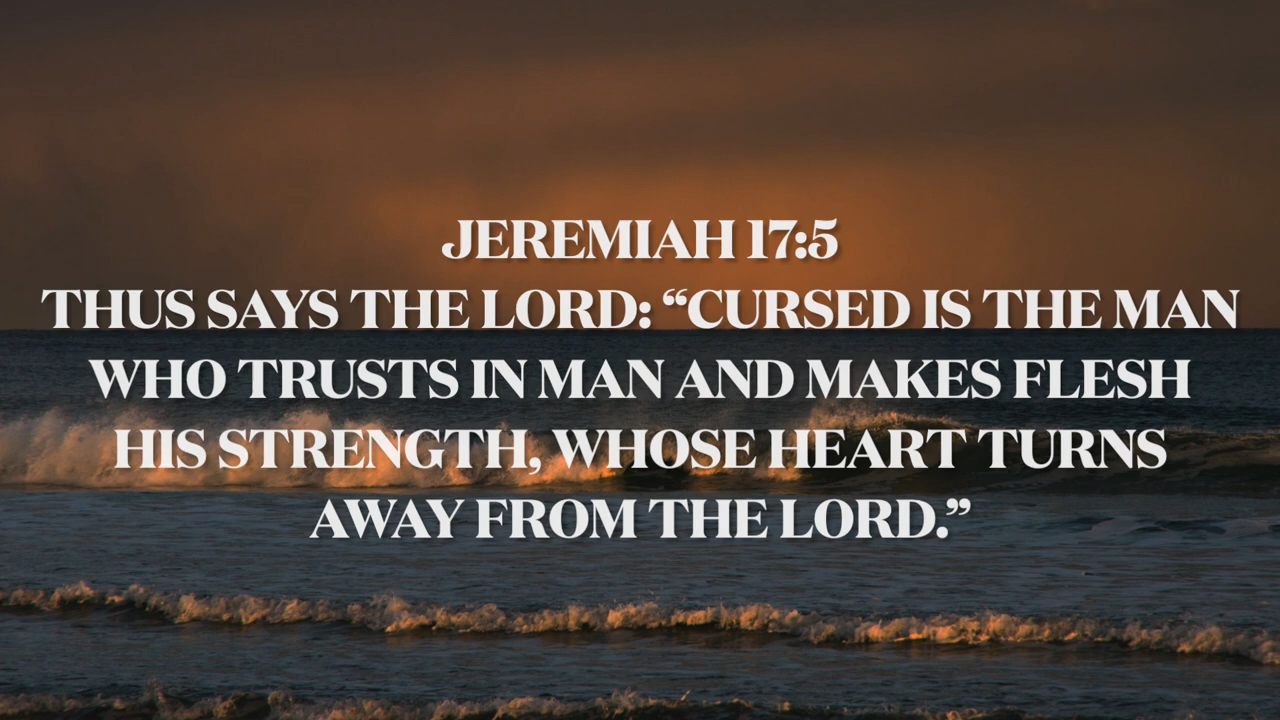 JEREMIAH 17:5
THUS SAYS THE LORD: “CURSED IS THE MAN
WHO TRUSTS IN MAN AND MAKES FLESH
HIS STRENGTH, WHOSE HEART TURNS
AWAY FROM THE LORD.”